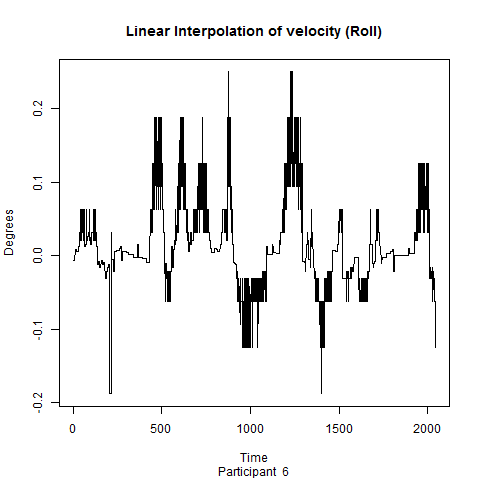 Linear Interpolation of velocity (Roll)
Degrees
0.2
0.1
0.0
-0.1
-0.2
0 500 1000 1500 2000
Time
Participant 6